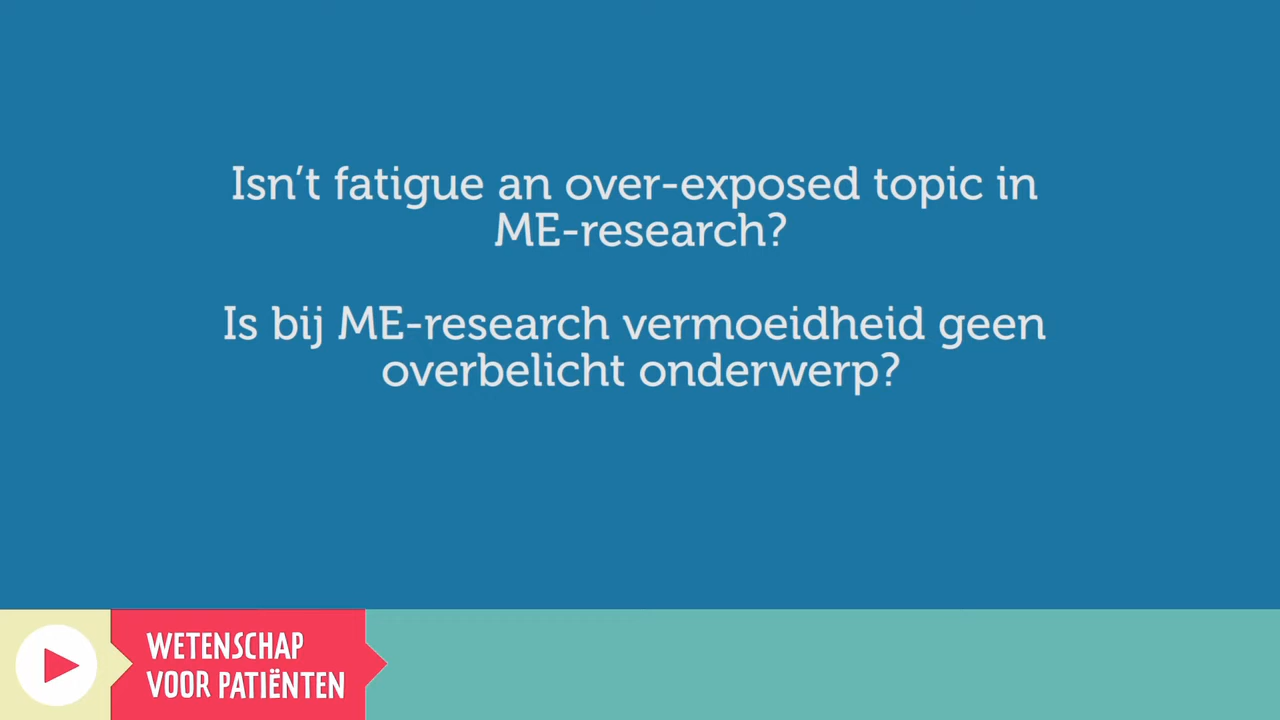 Isn’t fatigue an over-exposed topic in
ME-research?
Is bij ME-research vermoeidheid geen
overbelicht onderwerp?
WETENSCHAP
VOOR PATIËNTEN